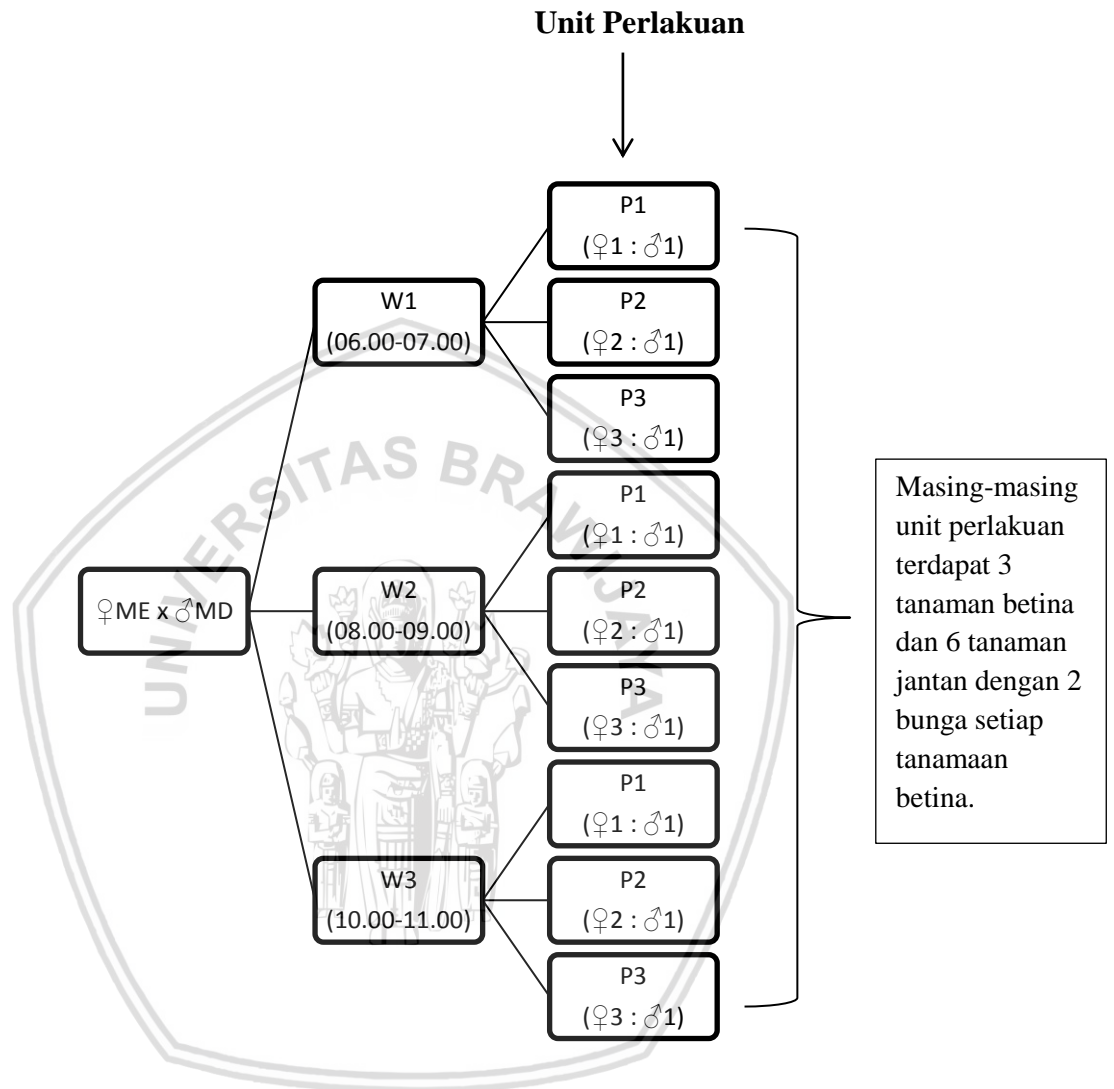 Unit Perlakuan
P1
(♀1 : ♂1)
W1
(06.00-07.00)
P2
(♀2 : ♂1)
P3
(♀3 : ♂1)
♀ME x ♂MD
P1
(♀1 : ♂1)
W2
(08.00-09.00)
P2
(♀2 : ♂1)
P3
(♀3 : ♂1)
P1
(♀1 : ♂1)
W3
(10.00-11.00)
P2
(♀2 : ♂1)
P3
(♀3 : ♂1)
Masing-masing
unit perlakuan
terdapat 3
tanaman betina
dan 6 tanaman
jantan dengan 2
bunga setiap
tanamaan
betina.
UNIVERSITAS BRAWIJAYA